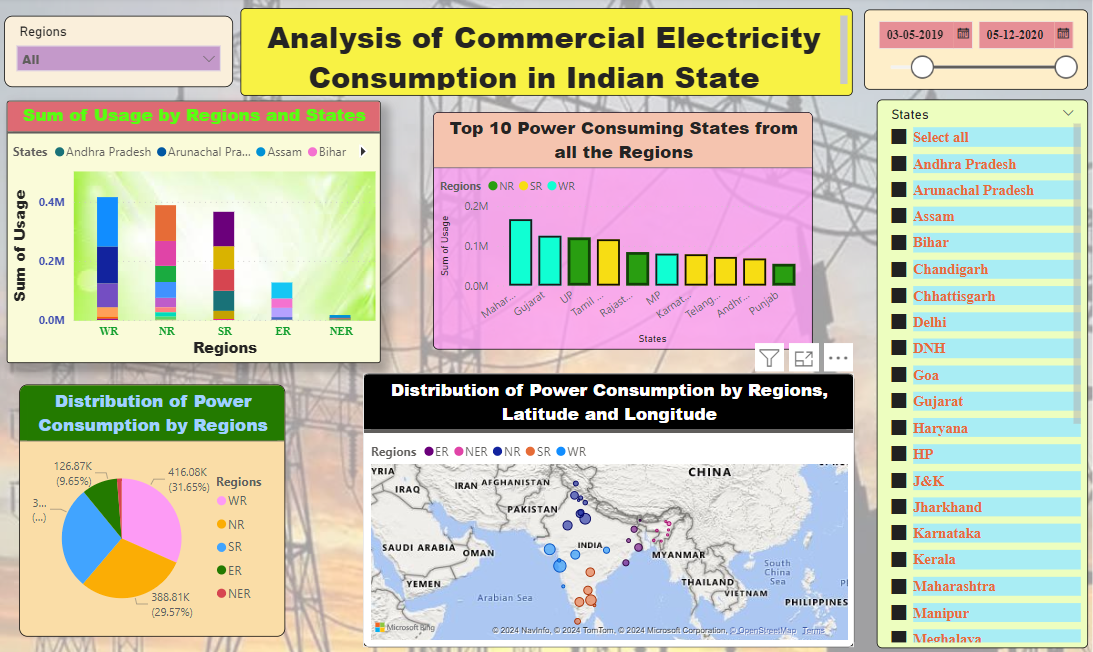 Regions
All
Analysis of Commercial Electricity
Consumption in Indian State
03-05-2019
05-12-2020
Sum of Usage by Regions and States
States Andhra Pradesh Arunachal Pra... Assam Bihar
Sum of Usage
0.4M
0.2M
0.0M
WR NR SR ER NER
Regions
Top 10 Power Consuming States from
all the Regions
Regions NR SR WR
Sum of Usage
0.2M
0.1M
0.0M
Mahar... Gujarat UP Tamil ... Rajast... MP Karnat... Telang... Andhr... Punjab
States
States
Select all
Andhra Pradesh
Arunachal Pradesh
Assam
Bihar
Chandigarh
Chhattisgarh
Delhi
DNH
Goa
Gujarat
Haryana
HP
J&K
Jharkhand
Karnataka
Kerala
Maharashtra
Manipur
Meghalaya
Distribution of Power
Consumption by Regions
126.87K
(9.65%)
416.08K
(31.65%)
3...
(...)
388.81K
(29.57%)
Regions
WR
NR
SR
ER
NER
Distribution of Power Consumption by Regions,
Latitude and Longitude
Regions ER NER NR SR WR
YRIA
CHINA
IRAQ
IRAN
AFGHANISTAN
PAKISTAN
SAUDI ARABIA
OMAN
INDIA
MYANMAR
YEMEN
THAILAND
VIETNAM
South
China
Sea
Arabian Sea
PHILIPPINES
Microsoft Bing
© 2024 NavInfo, © 2024 TomTom, © 2024 Microsoft Corporation, © OpenStreetMap Terms